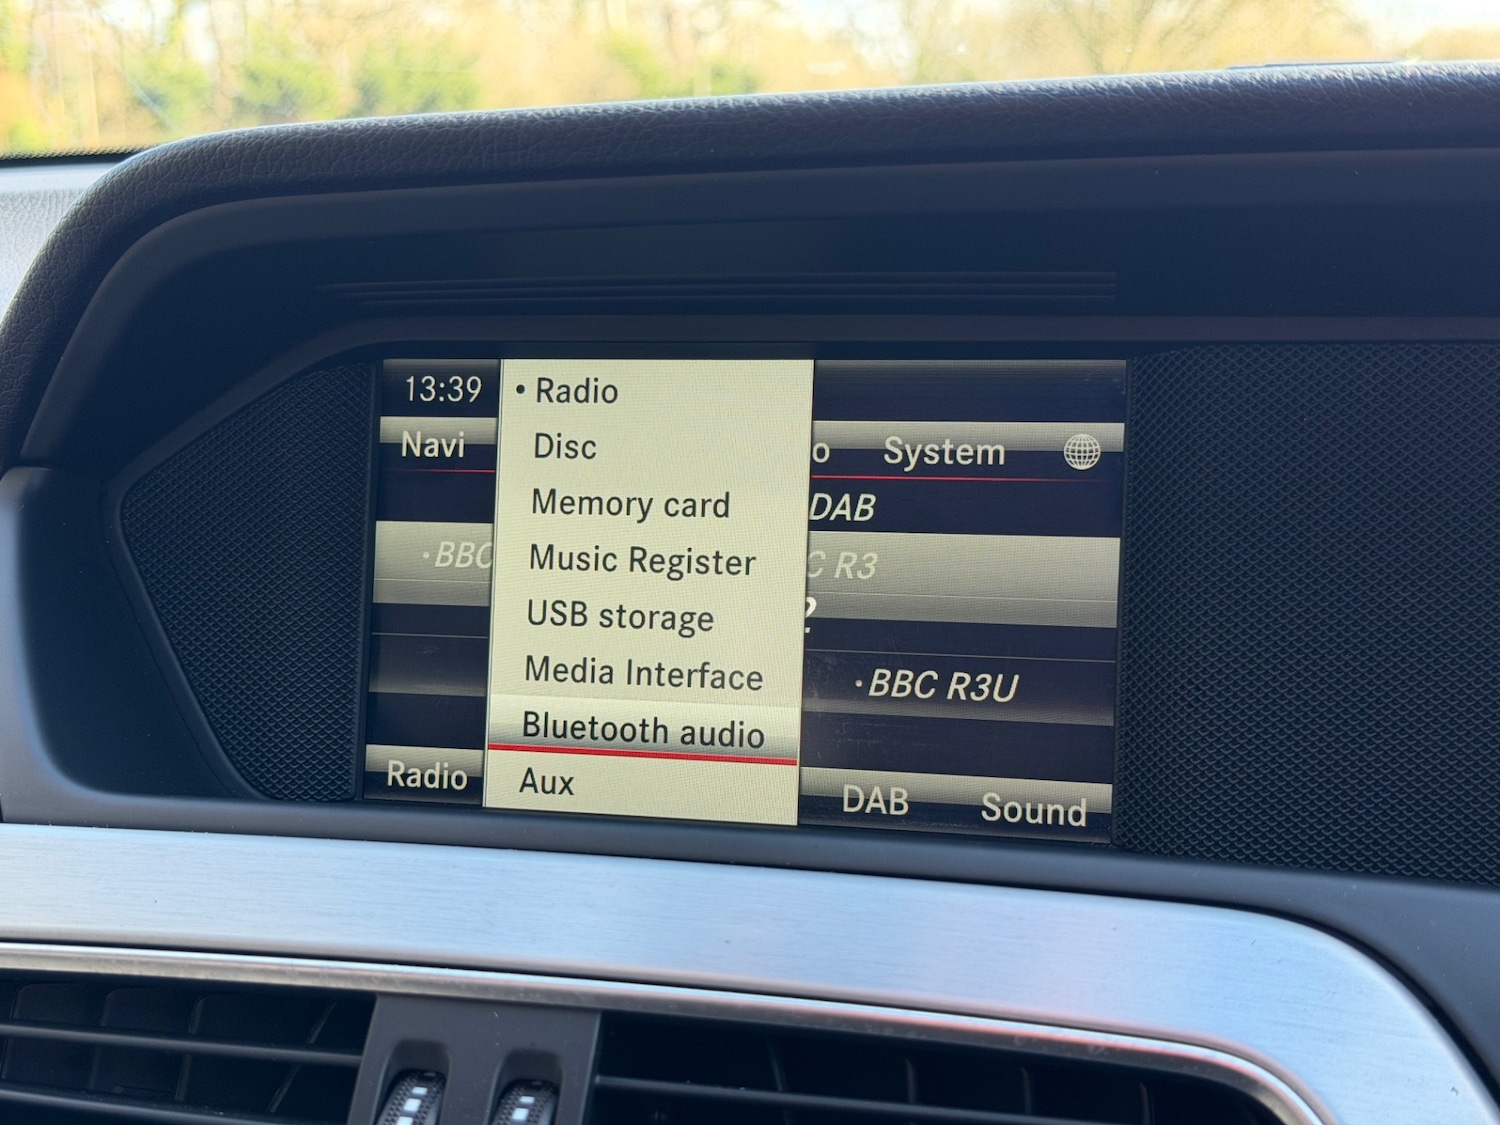 13:39
Navi
• Radio
Disc
Memory card
Music Register
USB storage
Media Interface
Bluetooth audio
Aux
System
DAB
·BBC
R3
·BBC R3U
Radio
DAB
Sound